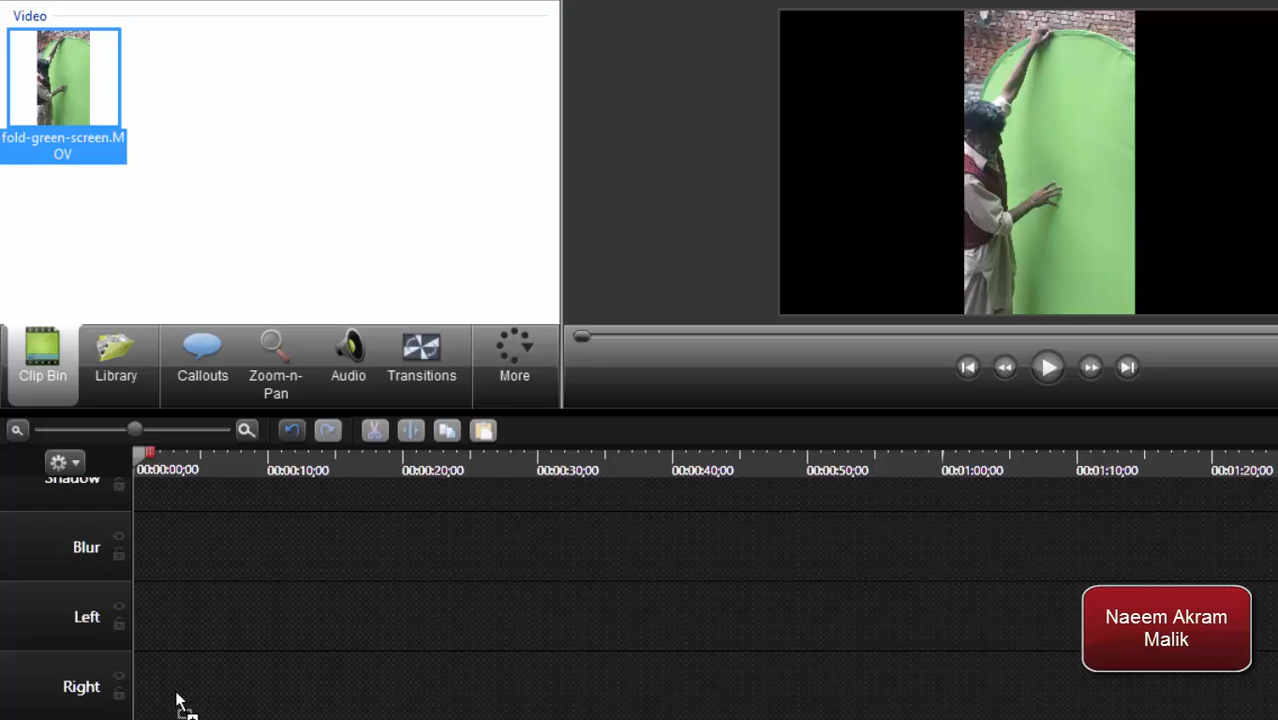 Video
fold-green-screen.M
OV
Clip Bin
Library
Callouts
Zoom-n-
Pan
Audio
Transitions
More
00:00:00;00
00:00:10;00
00:00:20;00
00:00:30;00
00:00:40;00
00:00:50;00
00:01:00;00
00:01:10;00
00:01:20;00
Shadow
Blur
Left
Right
Naeem Akram
Malik